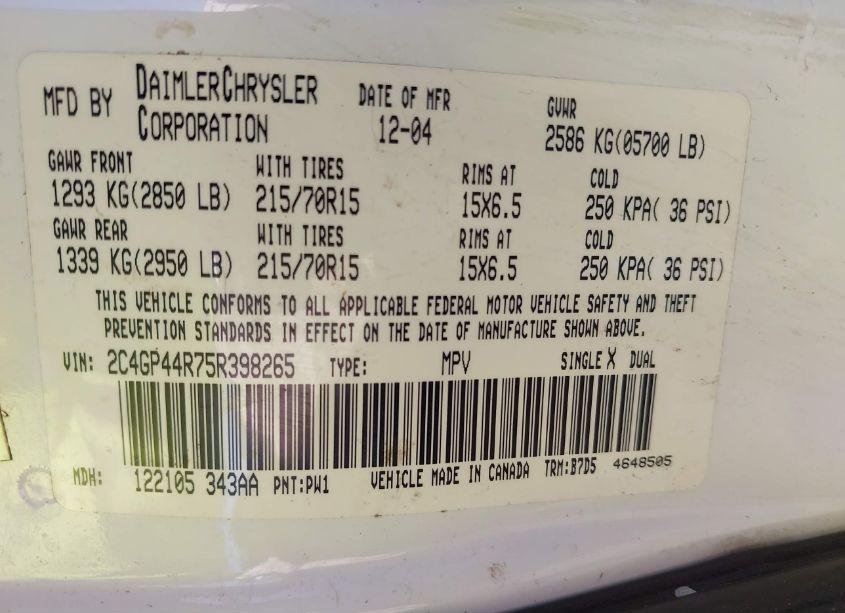 MFD BY DAIMLERCHRYSLER CORPORATION DATE OF MFR 12-04 GVWR 2586 KG(05700 LB)
GAWR FRONT WITH TIRES RIMS AT COLD
1293 KG(2850 LB) 215/70R15 15X6.5 250 KPA( 36 PSI)
GAWR REAR WITH TIRES RIMS AT COLD
1339 KG(2950 LB) 215/70R15 15X6.5 250 KPA( 36 PSI)
THIS VEHICLE CONFORMS TO ALL APPLICABLE FEDERAL MOTOR VEHICLE SAFETY AND THEFT
PREVENTION STANDARDS IN EFFECT ON THE DATE OF MANUFACTURE SHOWN ABOVE.
VIN: 2C4GP44R75R398265 TYPE: MPV SINGLE X DUAL
MDH: 122105 343AA PNT:PW1 VEHICLE MADE IN CANADA TRM:B7D5 4648505